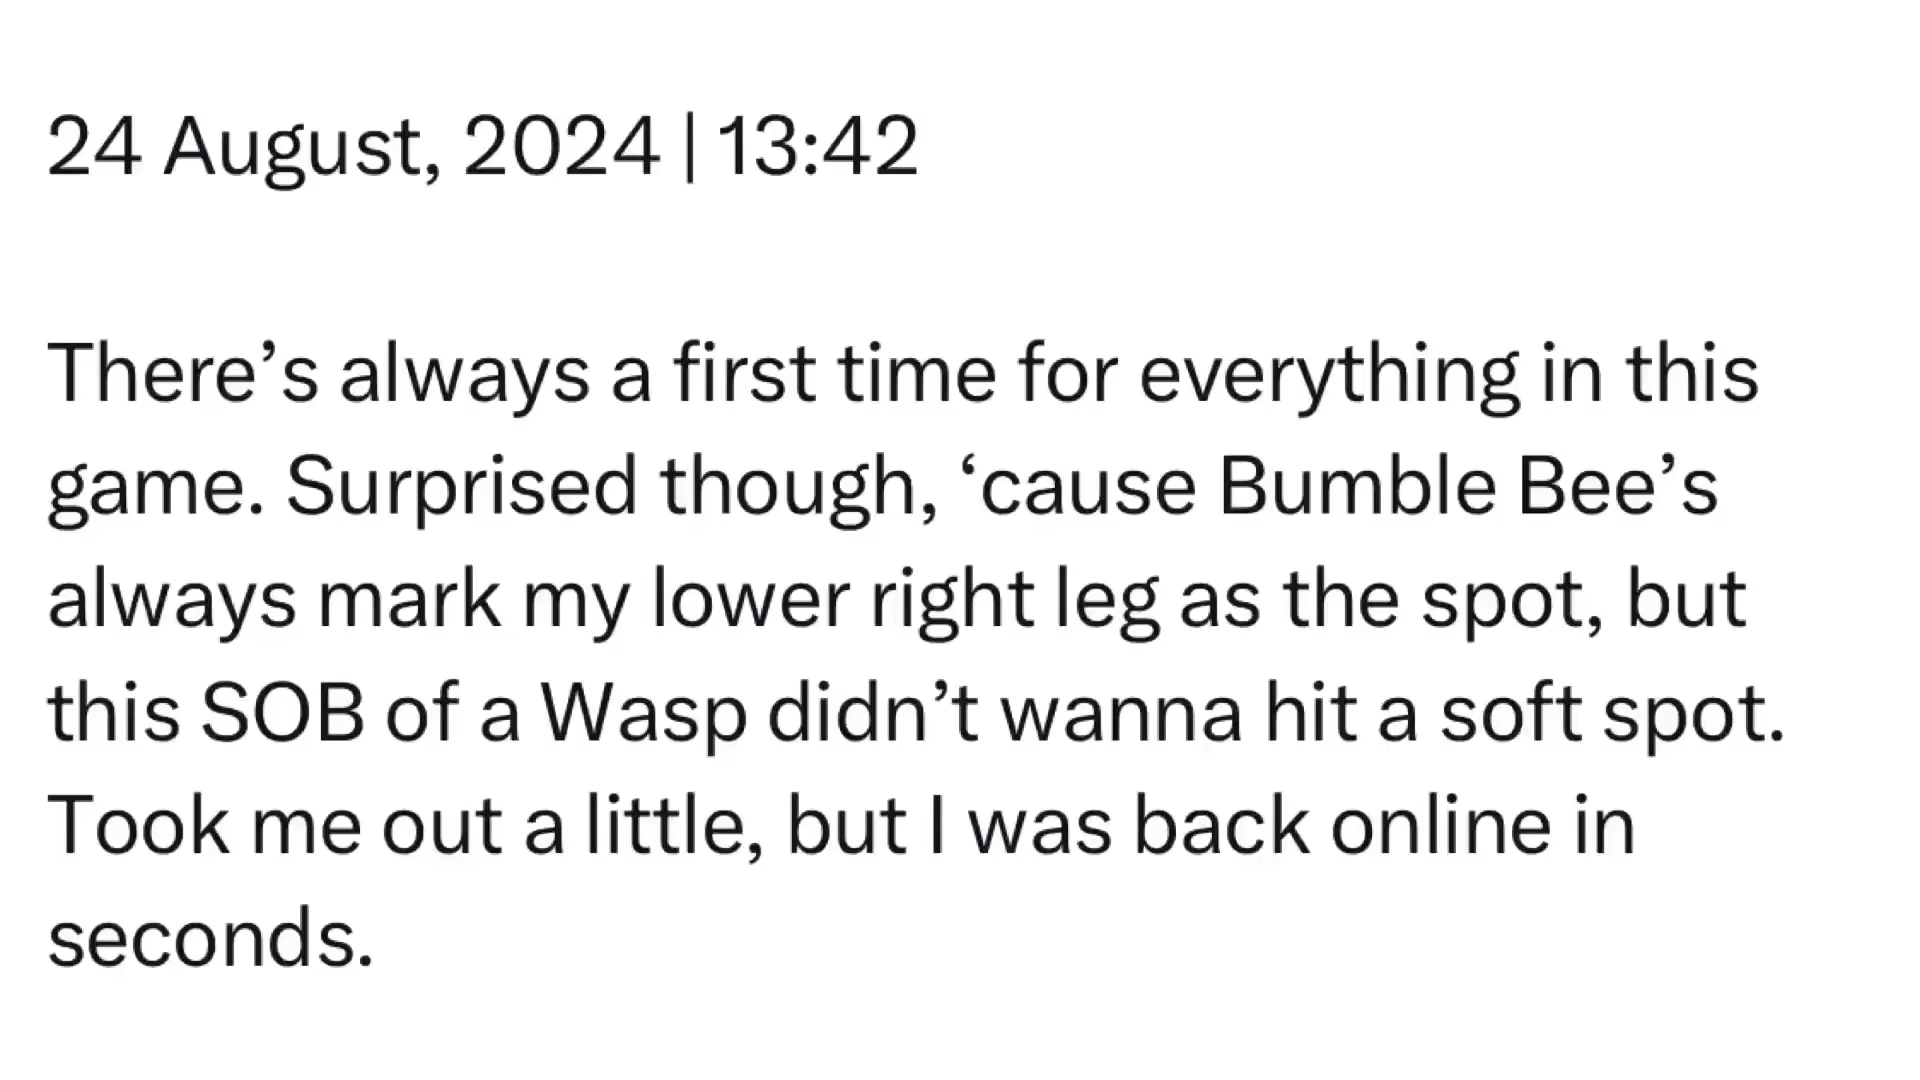 24 August, 2024 | 13:42
There’s always a first time for everything in this
game. Surprised though, ‘cause Bumble Bee’s
always mark my lower right leg as the spot, but
this SOB of a Wasp didn’t wanna hit a soft spot.
Took me out a little, but I was back online in
seconds.